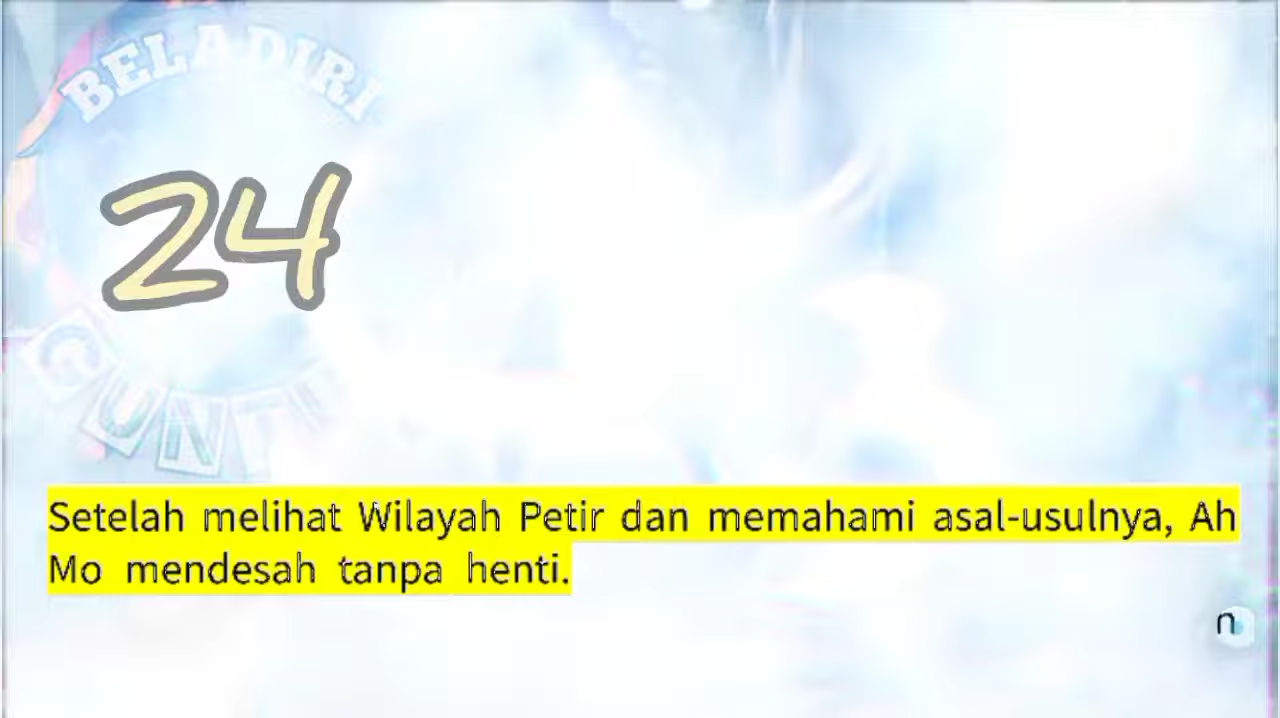 BELADIRI
24
Setelah melihat Wilayah Petir dan memahami asal-usulnya, Ah
Mo mendesah tanpa henti.
n